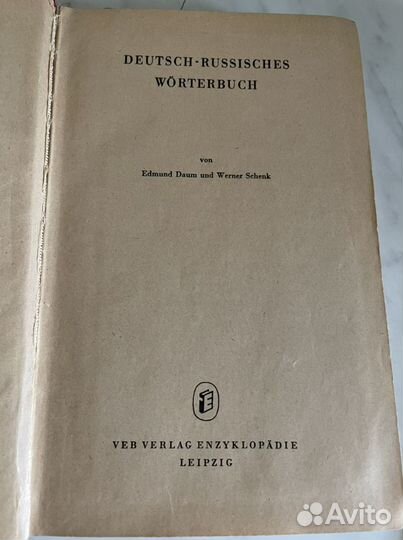 DEUTSCH-RUSSISCHES
WÖRTERBUCH
von
Edmund Daum und Werner Schenk
VEB VERLAG ENZYKLOPÄDIE
LEIPZIG
Avito